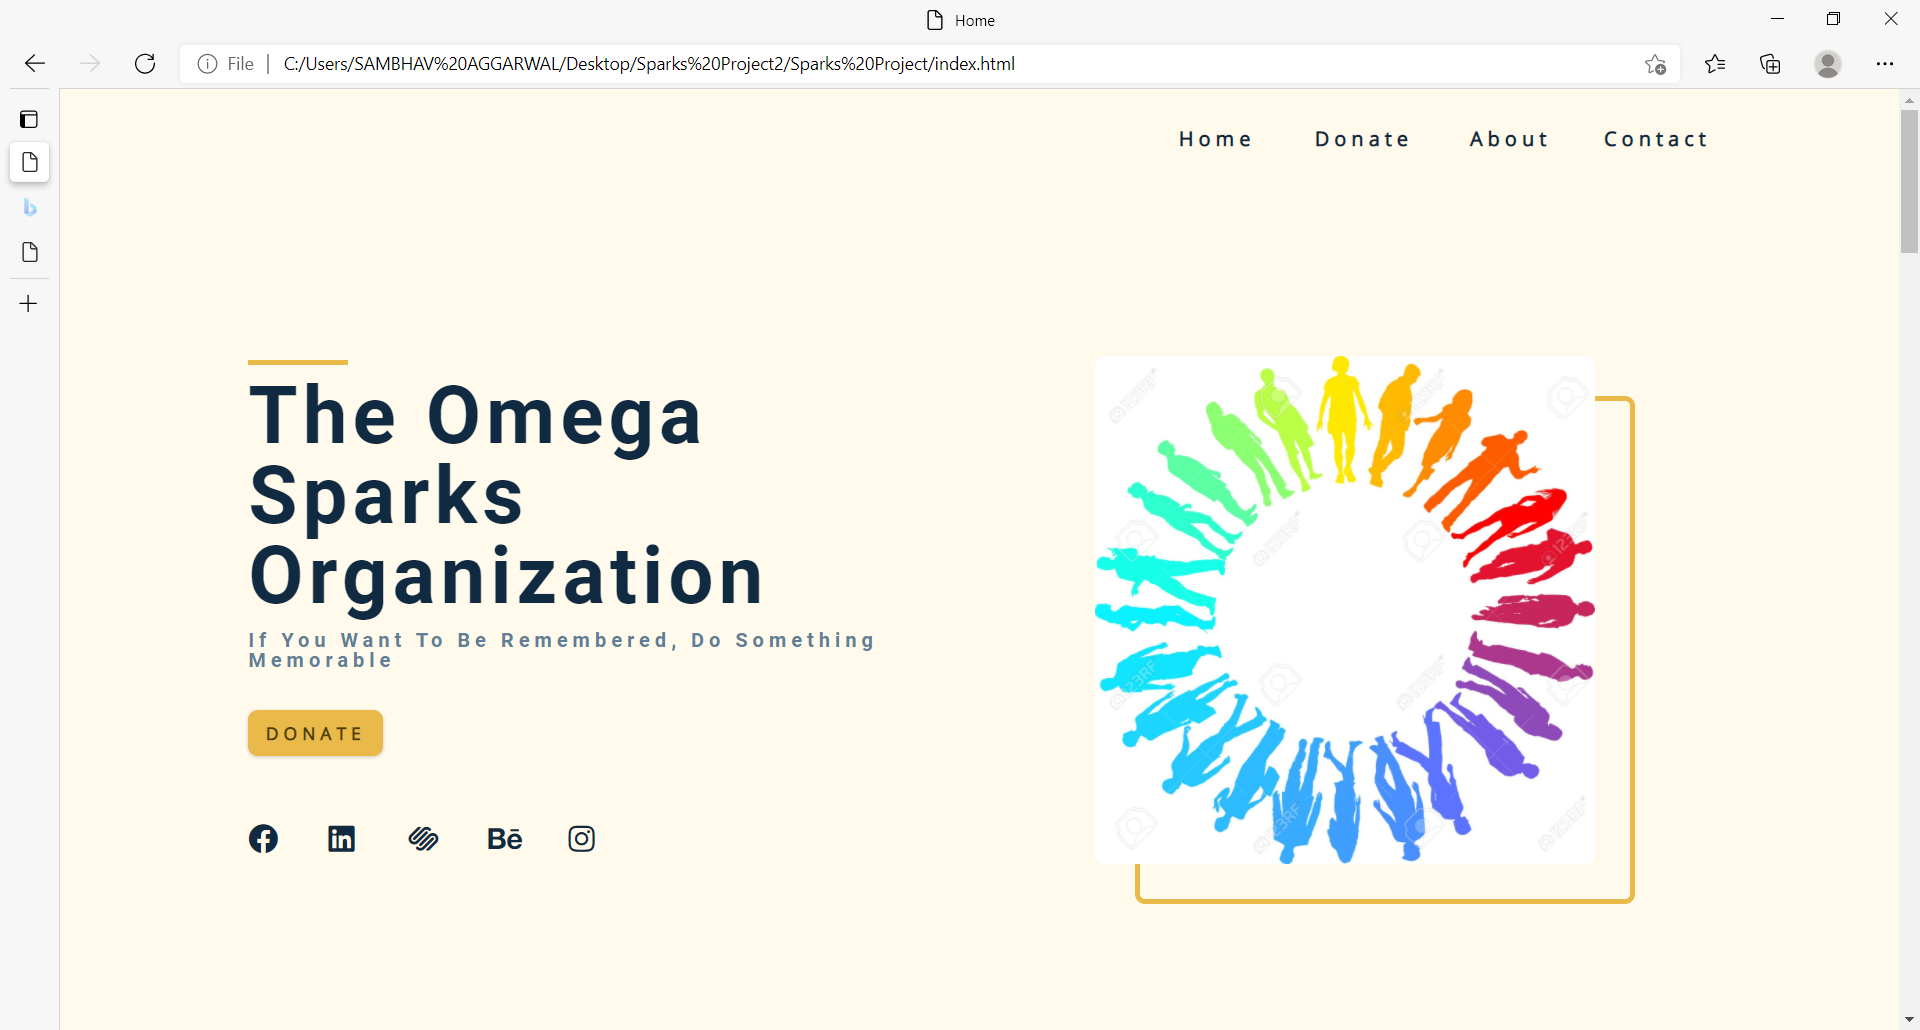 Home
File
C:/Users/SAMBHAV%20AGGARWAL/Desktop/Sparks%20Project2/Sparks%20Project/index.html
Home Donate About Contact
The Omega
Sparks
Organization
If You Want To Be Remembered, Do Something
Memorable
DONATE
Bē